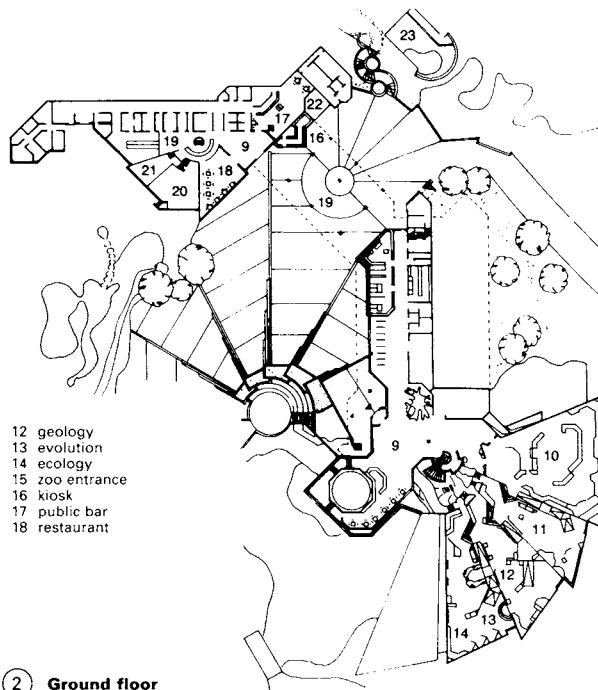 23
22
17
16
19
9
18
21
20
19
9
10
11
12
13
14
12 geology
13 evolution
14 ecology
15 zoo entrance
16 kiosk
17 public bar
18 restaurant
2 Ground floor